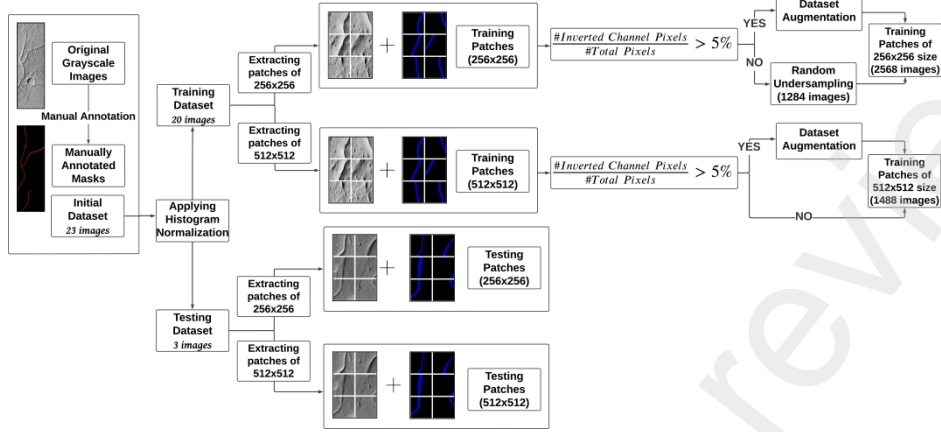 Original
Grayscale
Images
Manual Annotation
Manually
Annotated
Masks
Initial
Dataset
23 images
Applying
Histogram
Normalization
Training
Dataset
20 images
Testing
Dataset
3 images
Extracting
patches of
256x256
Extracting
patches of
512x512
Extracting
patches of
256x256
Extracting
patches of
512x512
+
Training
Patches
(256x256)
+
Training
Patches
(512x512)
+
Testing
Patches
(256x256)
+
Testing
Patches
(512x512)
#Inverted Channel Pixels
#Total Pixels
> 5%
YES
NO
Dataset
Augmentation
Random
Undersampling
(1284 images)
Training
Patches of
256x256 size
(2568 images)
#Inverted Channel Pixels
#Total Pixels
> 5%
YES
NO
Dataset
Augmentation
Training
Patches of
512x512 size
(1488 images)
review